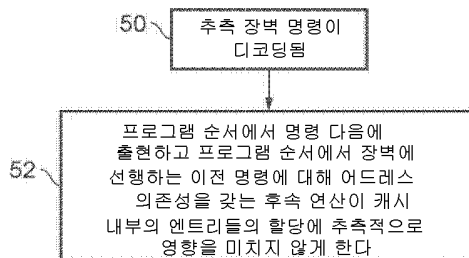 50
추측 장벽 명령이
디코딩됨
52
프로그램 순서에서 명령 다음에
출현하고 프로그램 순서에서 장벽에
선행하는 이전 명령에 대해 어드레스
의존성을 갖는 후속 연산이 캐시
내부의 엔트리들의 할당에 추측적으로
영향을 미치지 않게 한다